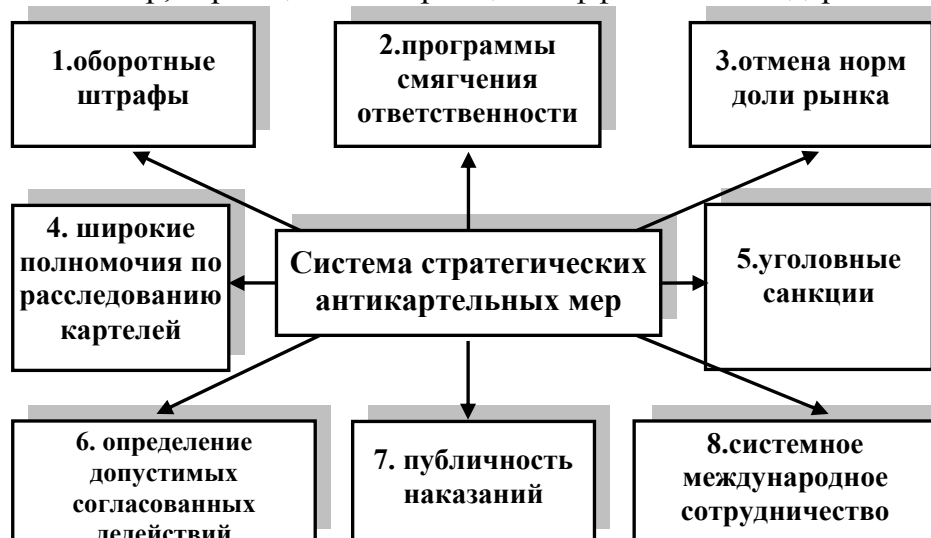 1.оборотные
штрафы
2.программы
смягчения
ответственности
3.отмена норм
доли рынка
4. широкие
полномочия по
расследованию
картелей
Система стратегических
антикартельных мер
5.уголовные
санкции
6. определение
допустимых
согласованных
дедействий
7. публичность
наказаний
8.системное
международное
сотрудничество